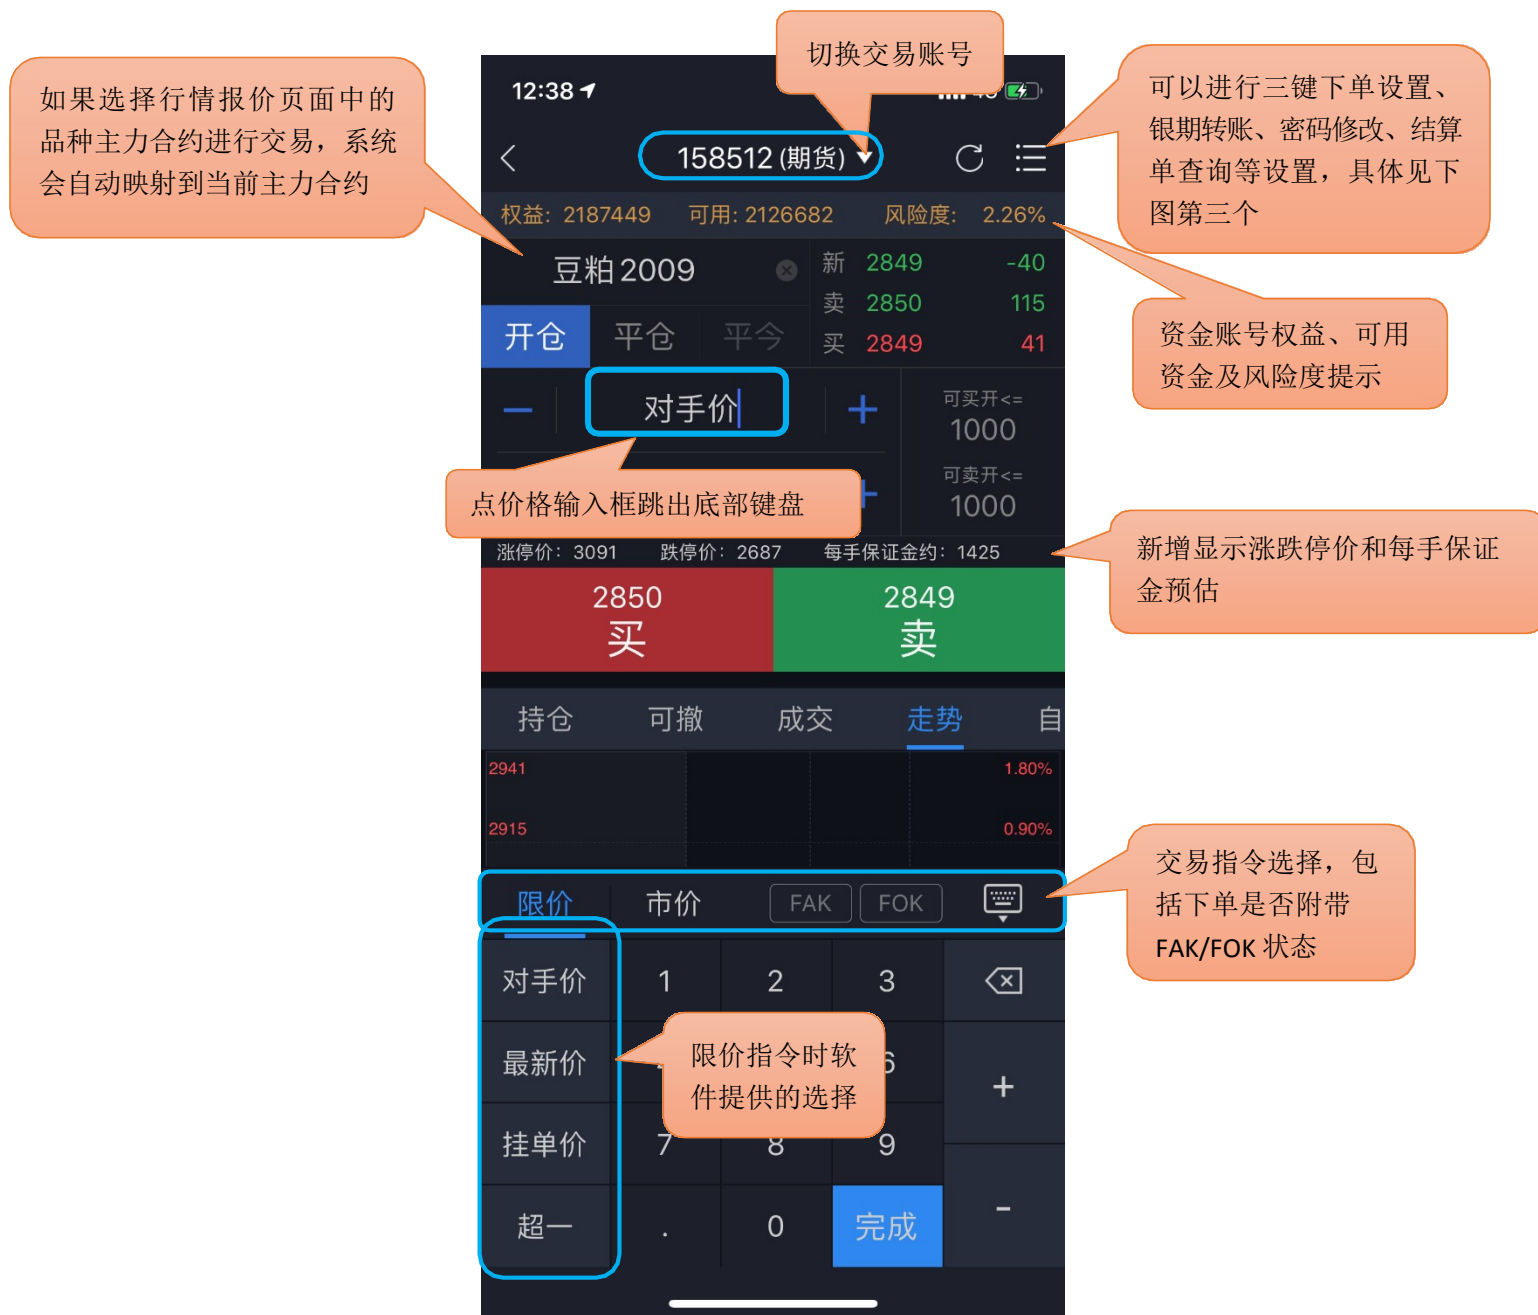 切换交易账号
如果选择行情报价页面中的
品种主力合约进行交易，系统
会自动映射到当前主力合约
可以进行三键下单设置、
银期转账、密码修改、结算
单查询等设置，具体见下
图第三个
12:38
158512 (期货)
权益: 2187449 可用: 2126682 风险度: 2.26%
豆粕2009
新 2849 -40
卖 2850 115
买 2849 41
开仓 平仓 平今
资金账号权益、可用
资金及风险度提示
− 对手价 +
可买开<=
1000
可卖开<=
1000
点价格输入框跳出底部键盘
涨停价: 3091 跌停价: 2687 每手保证金约: 1425
新增显示涨跌停价和每手保证
金预估
2850
买
2849
卖
持仓 可撤 成交 走势 自
2941 1.80%
2915 0.90%
交易指令选择，包
括下单是否附带
FAK/FOK 状态
限价 市价 FAK FOK
对手价 1 2 3
最新价 +
限价指令时软
件提供的选择
挂单价 7 8 9
超一 . 0 完成 -